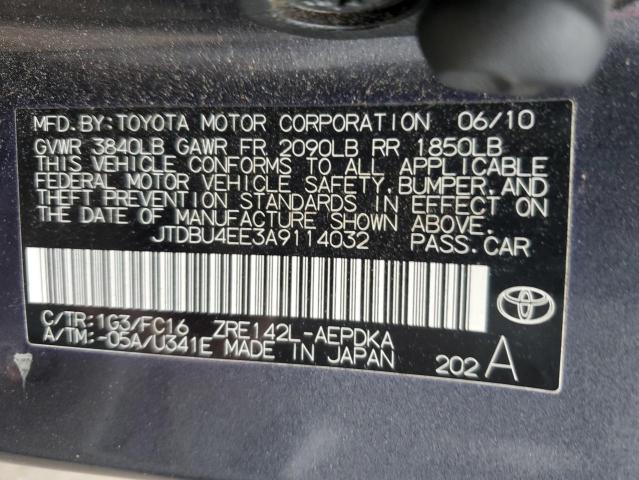 MFD.BY:TOYOTA MOTOR CORPORATION 06/10
GVWR 3840LB GAWR FR 2090LB RR 1850LB
THIS VEHICLE CONFORMS TO ALL APPLICABLE
FEDERAL MOTOR VEHICLE SAFETY,BUMPER,AND
THEFT PREVENTION STANDARDS IN EFFECT ON
THE DATE OF MANUFACTURE SHOWN ABOVE.
JTDBU4EE3A9114032 PASS.CAR
C/TR:1G3/FC16 ZRE142L-AEPDKA
A/TM:-05A/U341E MADE IN JAPAN
202 A